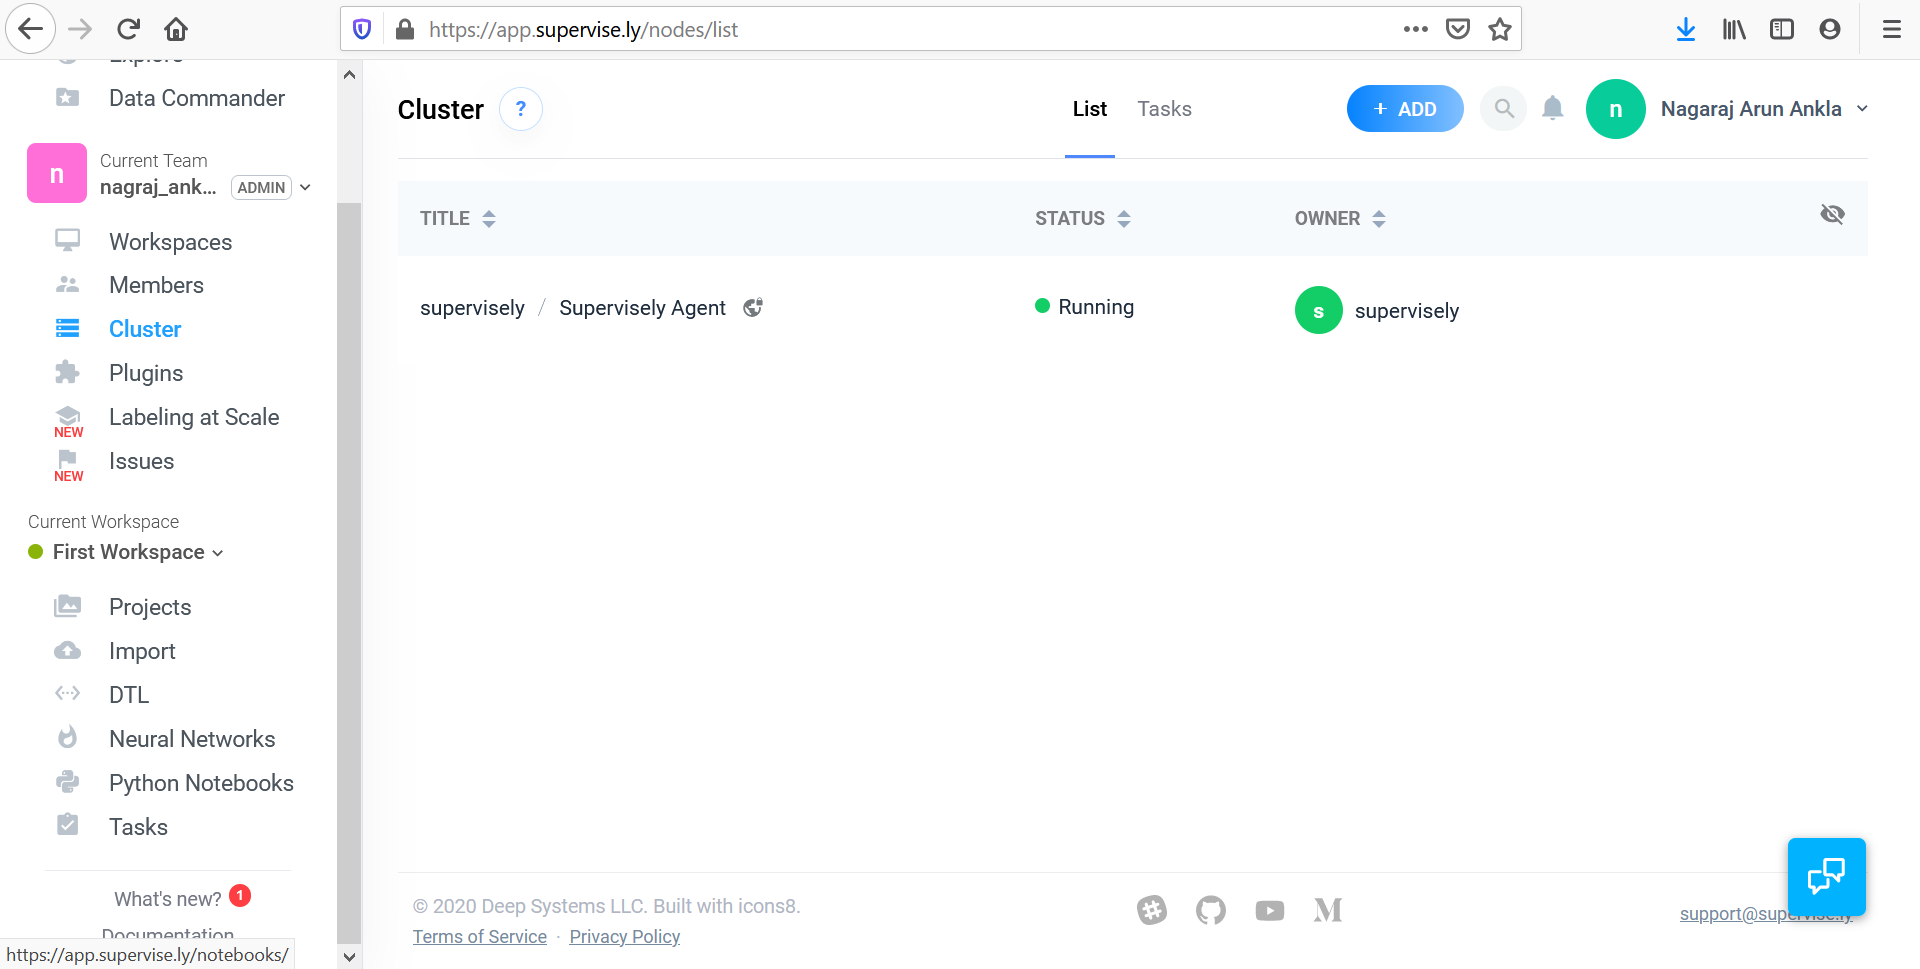 https://app.supervise.ly/nodes/list
Explore
Data Commander
n
Current Team
nagraj_ank...
ADMIN
Workspaces
Members
Cluster
Plugins
Labeling at Scale
NEW
Issues
NEW
Current Workspace
First Workspace
Projects
Import
DTL
Neural Networks
Python Notebooks
Tasks
What's new? 1
Documentation
https://app.supervise.ly/notebooks/
Cluster ?
List Tasks
+ ADD
n Nagaraj Arun Ankla
TITLE STATUS OWNER
supervisely / Supervisely Agent Running s supervisely
© 2020 Deep Systems LLC. Built with icons8.
Terms of Service · Privacy Policy
support@supervise.ly